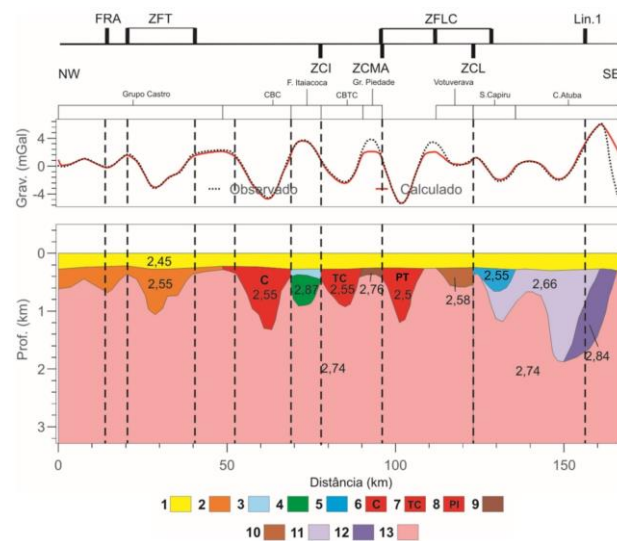 FRA ZFT ZFLC Lin.1
ZCI ZCMA ZCL
NW SE
Grupo Castro CBC F. Itaiacoca CBTC Gr. Piedade Votuverava S.Capiru C.Atuba
Grav. (mGal)
4
0
-4
Observado Calculado
Prof. (km)
0
1
2
3
2,45
2,55 C 2,55 2,87 TC 2,55 2,76 PT 2,5 2,58 2,55 2,66
2,84
2,74 2,74
0 50 100 150
Distância (km)
1 2 3 4 5 6 C 7 TC 8 PI 9
10 11 12 13